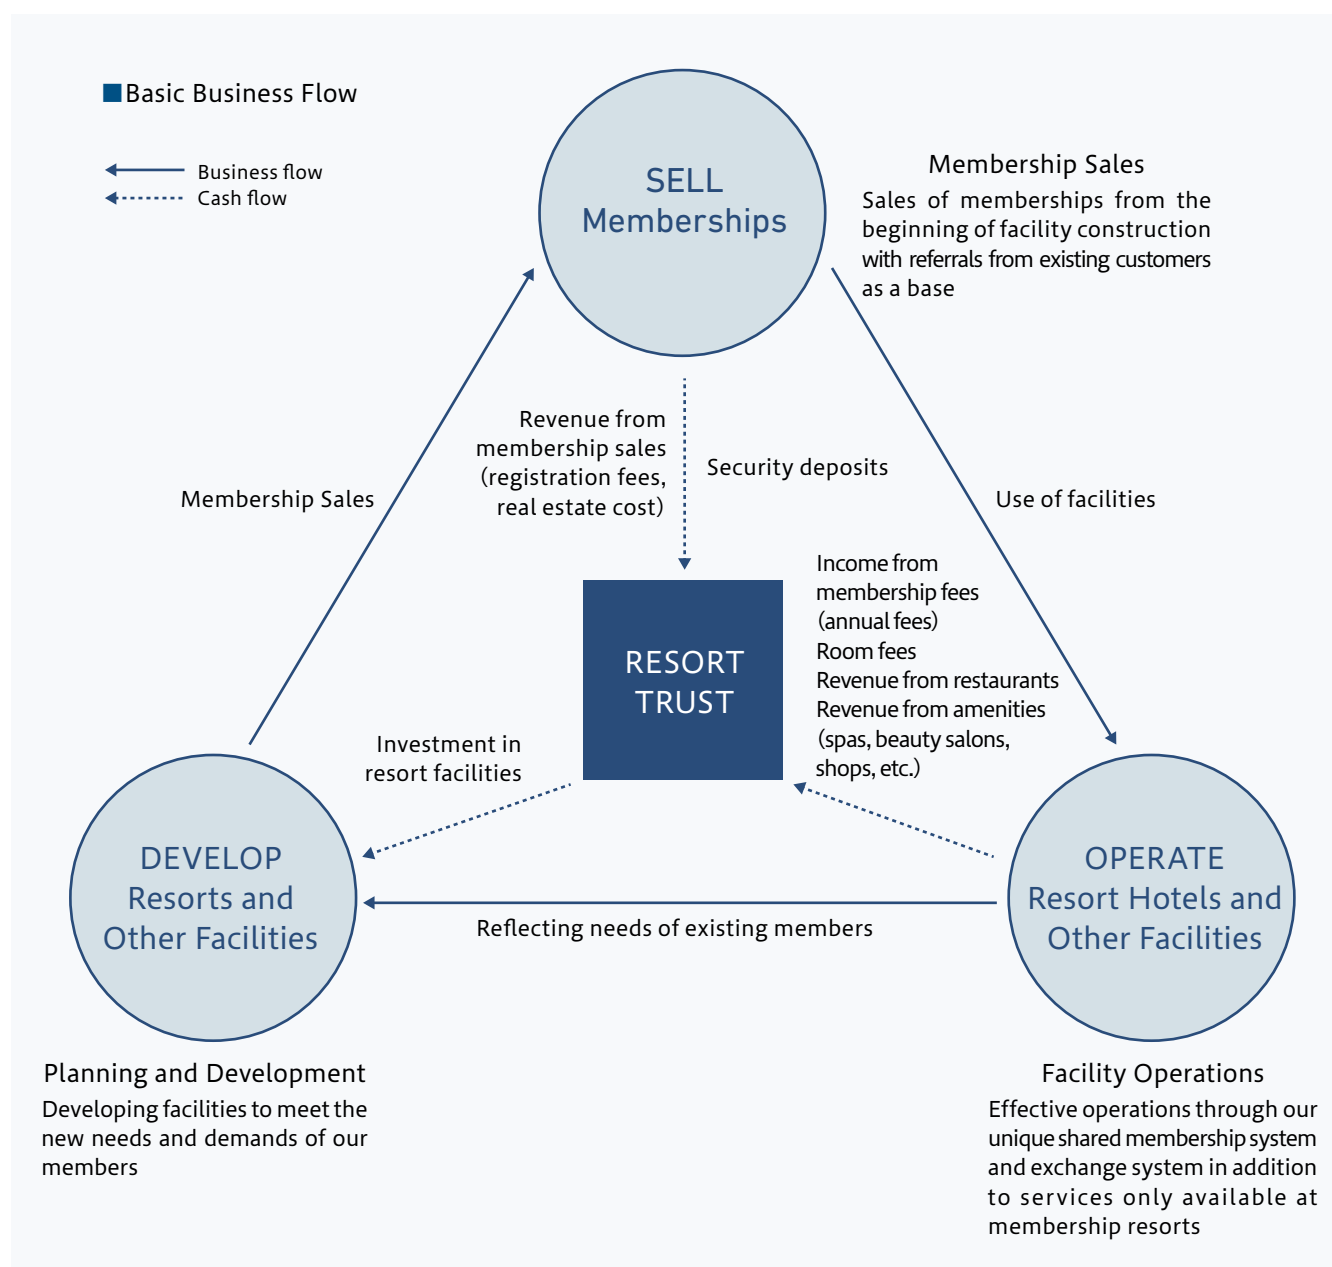 ■Basic Business Flow
Business flow
Cash flow
SELL
Memberships
Membership Sales
Sales of memberships from the
beginning of facility construction
with referrals from existing customers
as a base
Revenue from
membership sales
(registration fees,
real estate cost)
Security deposits
Membership Sales
Use of facilities
Income from
membership fees
(annual fees)
Room fees
Revenue from restaurants
Revenue from amenities
(spas, beauty salons,
shops, etc.)
RESORT
TRUST
Investment in
resort facilities
DEVELOP
Resorts and
Other Facilities
OPERATE
Resort Hotels and
Other Facilities
Reflecting needs of existing members
Planning and Development
Developing facilities to meet the
new needs and demands of our
members
Facility Operations
Effective operations through our
unique shared membership system
and exchange system in addition
to services only available at
membership resorts